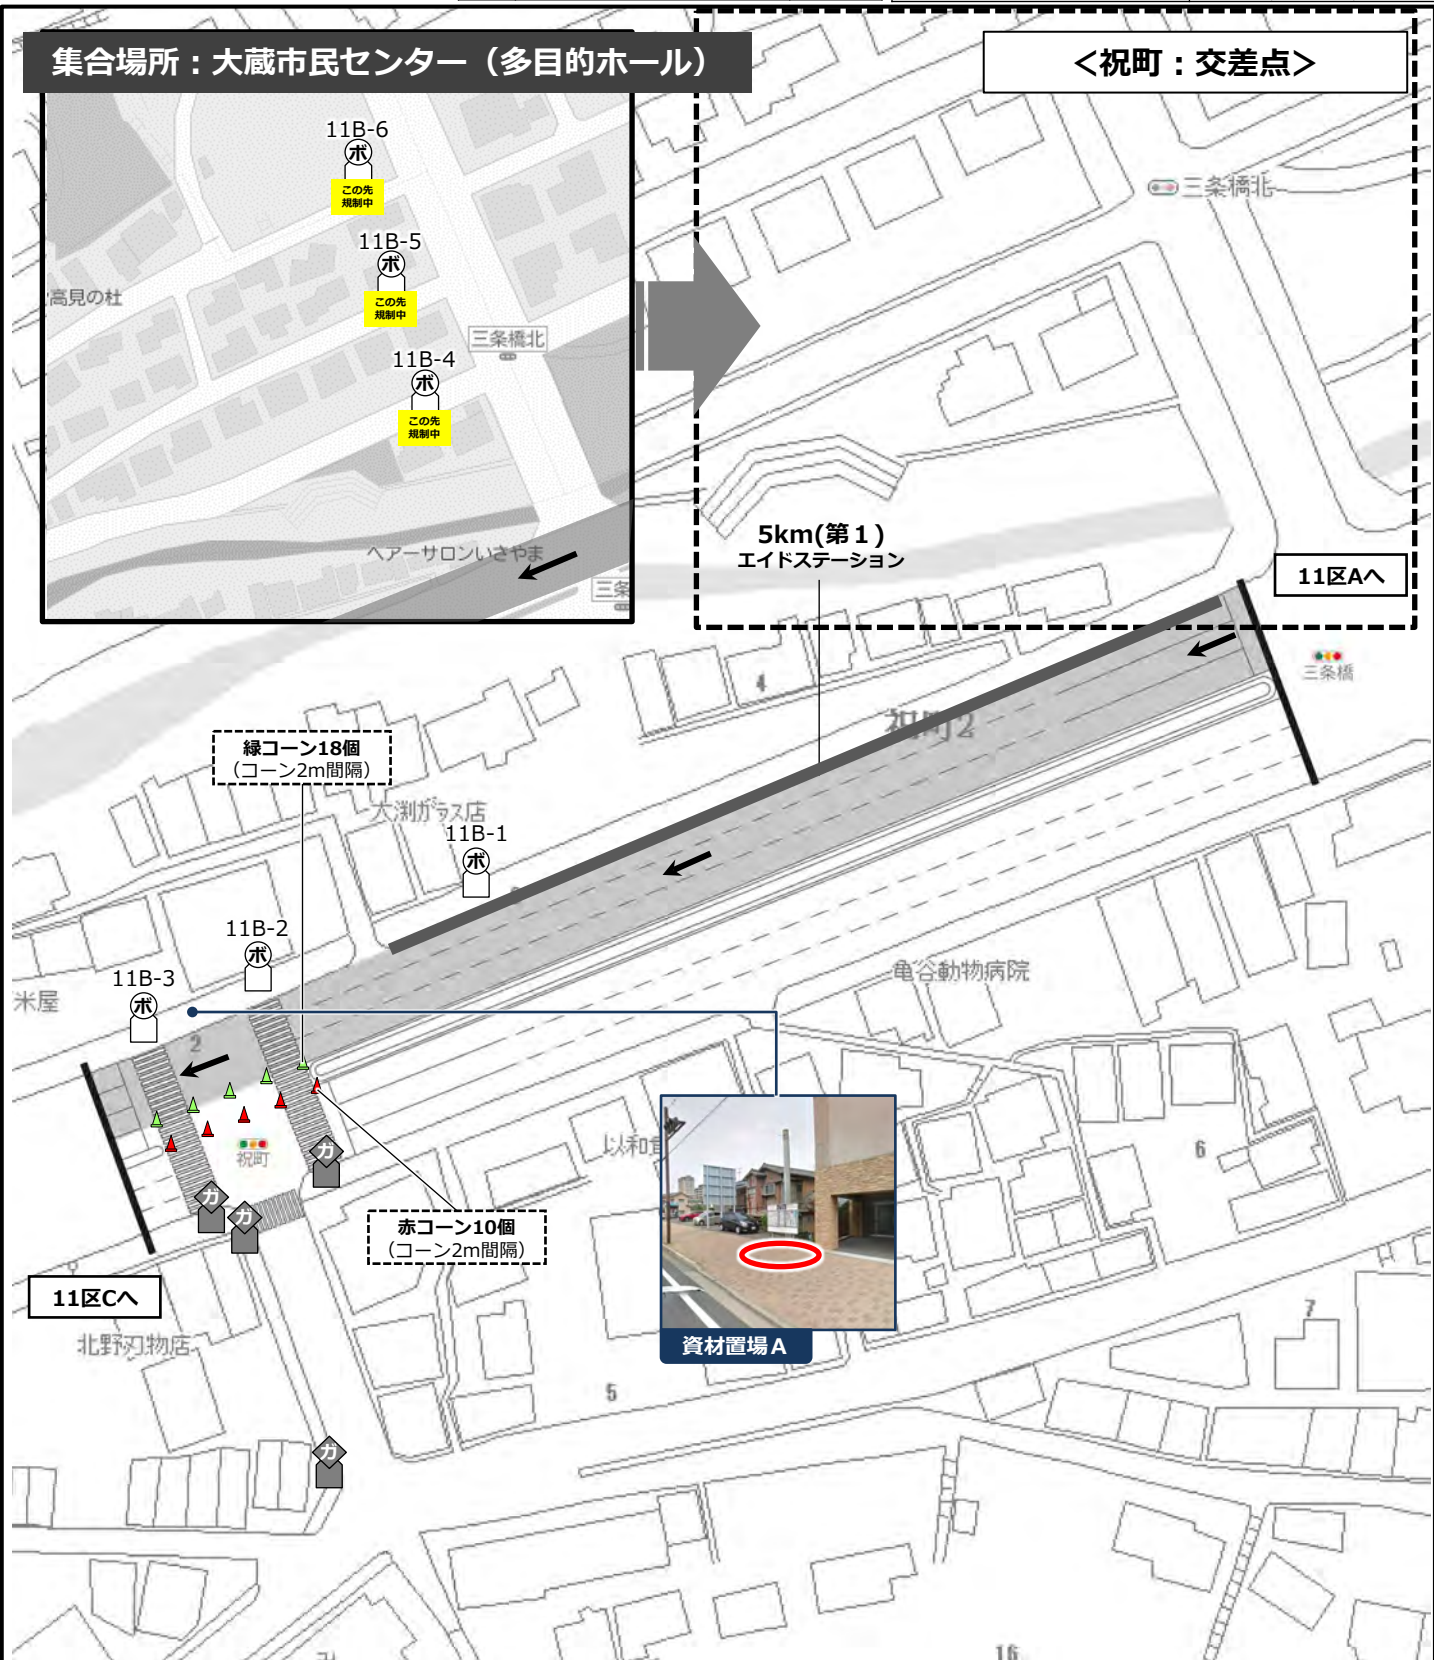 集合場所：大蔵市民センター（多目的ホール）
＜祝町：交差点＞
11B-6
ボ
この先
規制中
11B-5
ボ
この先
規制中
高見の杜
11B-4
ボ
この先
規制中
三条橋北
三条橋北
ヘアーサロンいさやま
三条
5km(第１)
エイドステーション
11区Aへ
三条橋
4
祝町2
緑コーン18個
（コーン2m間隔）
大渕ガラス店
11B-1
ボ
11B-2
ボ
11B-3
ボ
米屋
亀谷動物病院
2
祝町
ガ
ガ
ガ
以和
6
赤コーン10個
（コーン2m間隔）
11区Cへ
北野刃物店
資材置場Ａ
7
5
ガ
16